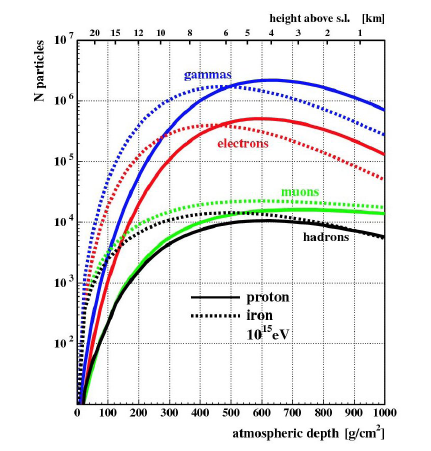 height above s.l. [km]
20 15 12 10 8 6 5 4 3 2 1
N particles
10^7
10^6
10^5
10^4
10^3
10^2
gammas
electrons
muons
hadrons
proton
iron
10^15 eV
0 100 200 300 400 500 600 700 800 900 1000
atmospheric depth [g/cm^2]